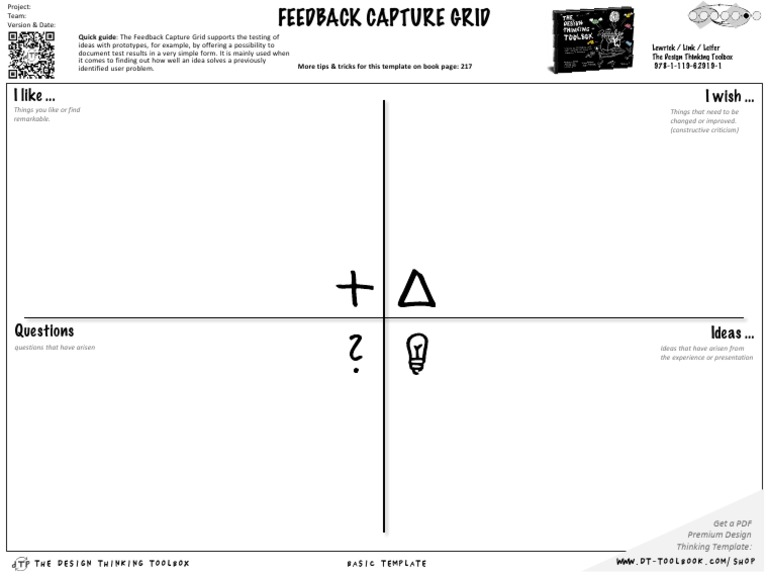 Project:
Team:
Version & Date:
FEEDBACK CAPTURE GRID
Quick guide: The Feedback Capture Grid supports the testing of
ideas with prototypes, for example, by offering a possibility to
document test results in a very simple form. It is mainly used when
it comes to finding out how well an idea solves a previously
identified user problem.
More tips & tricks for this template on book page: 217
THE
DESIGN
THINKING
TOOLBOX
Lewrick / Link / Leifer
The Design Thinking Toolbox
978-1-119-62919-1
I like ...
Things you like or find
remarkable.
I wish ...
Things that need to be
changed or improved.
(constructive criticism)
+ Δ
Questions
questions that have arisen
?
Ideas ...
Ideas that have arisen from
the experience or presentation
Get a PDF
Premium Design
Thinking Template:
WWW.DT-TOOLBOOK.COM/SHOP
DTP THE DESIGN THINKING TOOLBOX
BASIC TEMPLATE